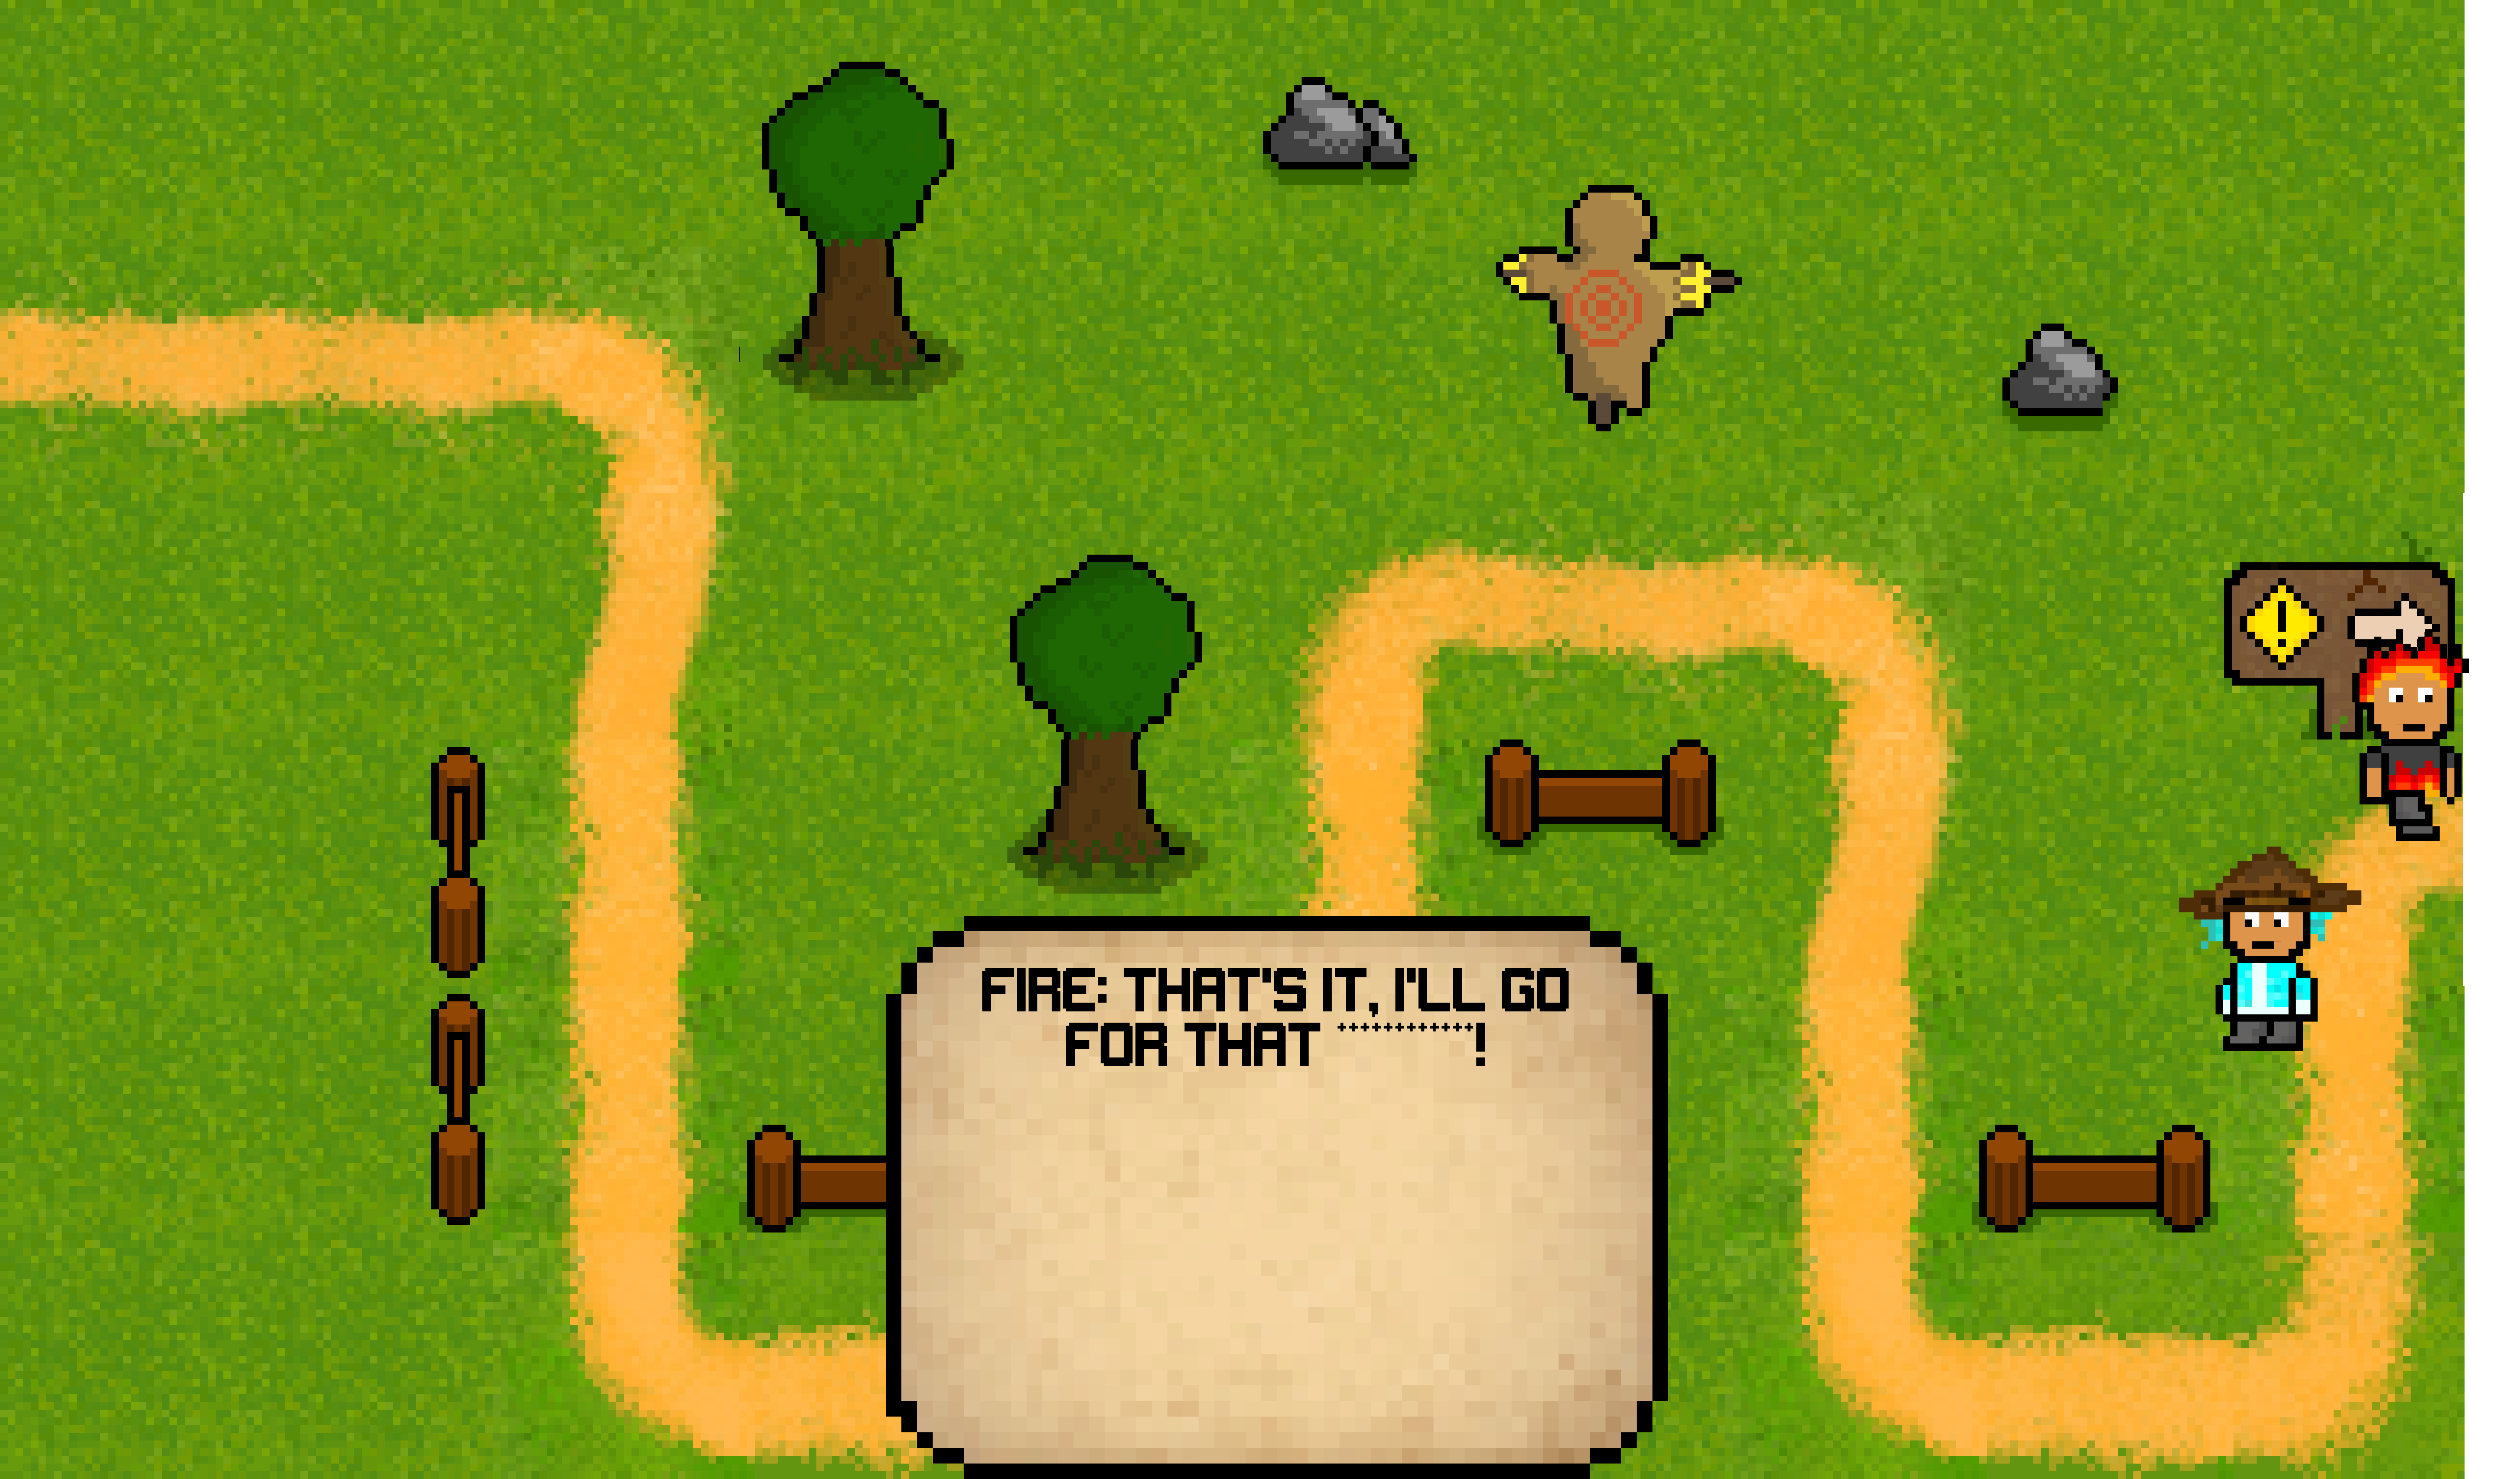 FIRE: THAT'S IT, I'LL GO
FOR THAT ************!
!